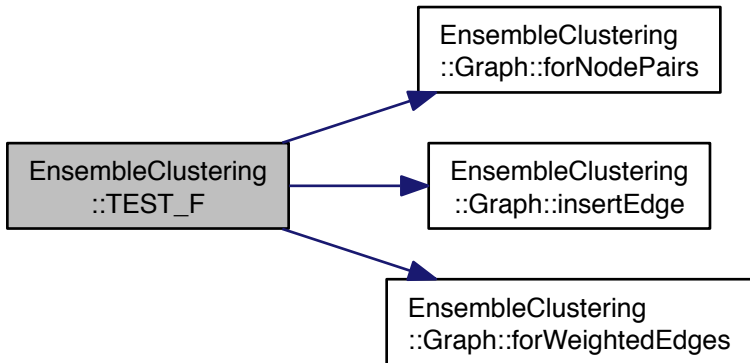 EnsembleClustering
::Graph::forNodePairs
EnsembleClustering
::TEST_F
EnsembleClustering
::Graph::insertEdge
EnsembleClustering
::Graph::forWeightedEdges